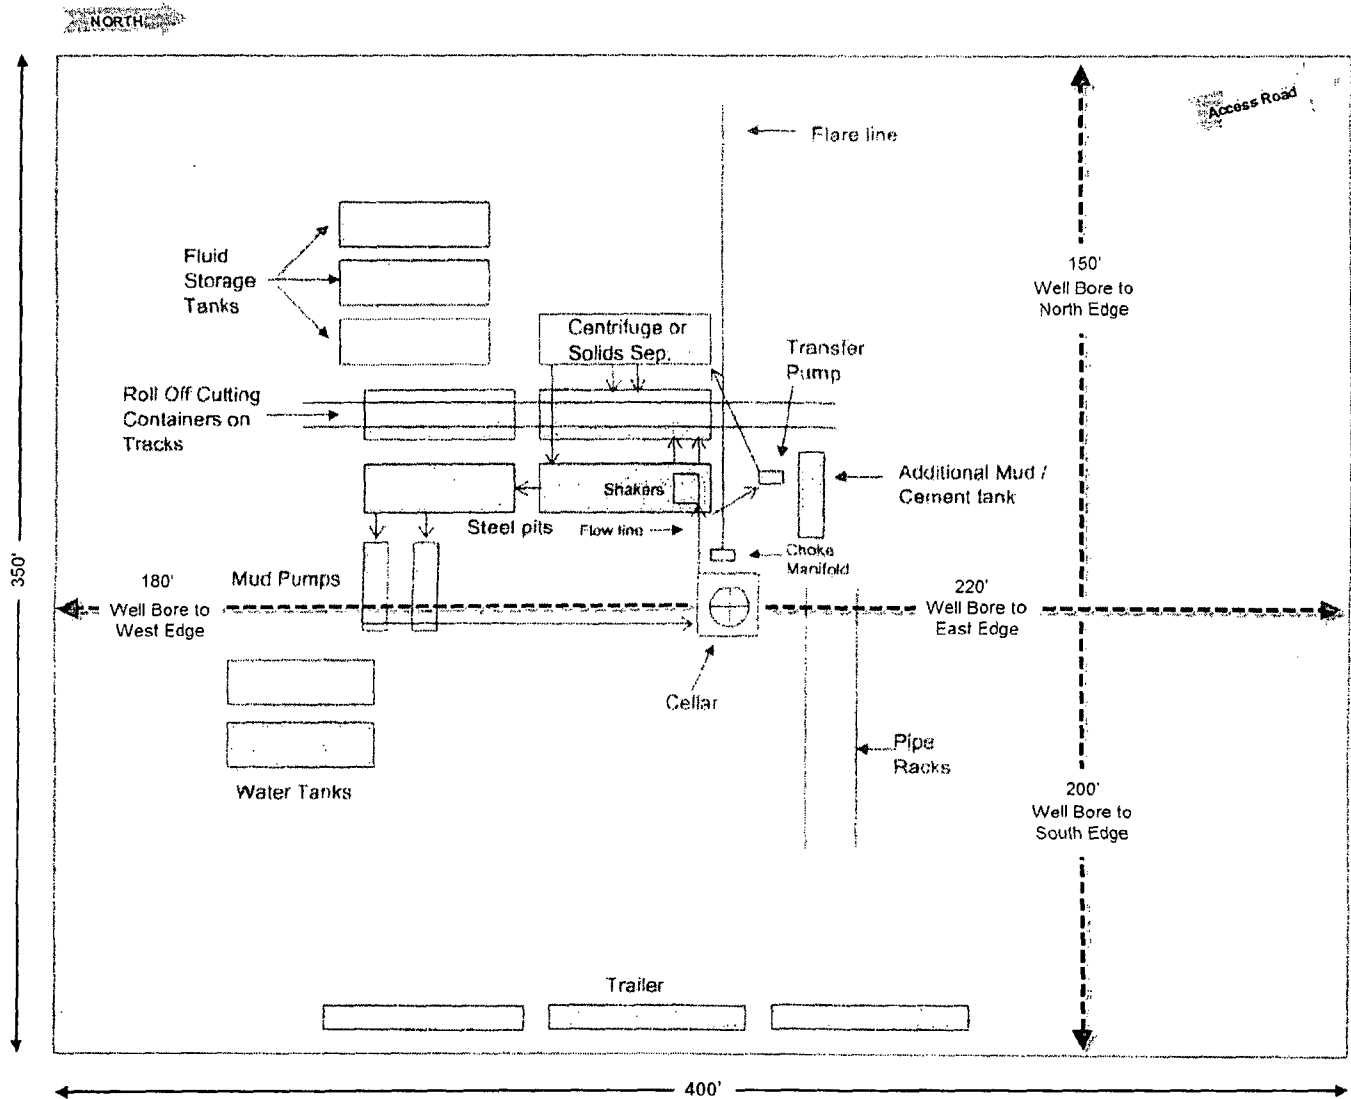 NORTH
Access Road
Flare line
150'
Well Bore to
North Edge
Fluid
Storage
Tanks
Centrifuge or
Solids Sep.
Transfer
Pump
Roll Off Cutting
Containers on
Tracks
Additional Mud /
Cement tank
Shakers
Steel pits
Flow line
Choke
Manifold
350'
180'
Well Bore to
West Edge
Mud Pumps
220'
Well Bore to
East Edge
Cellar
Pipe
Racks
Water Tanks
200'
Well Bore to
South Edge
Trailer
400'